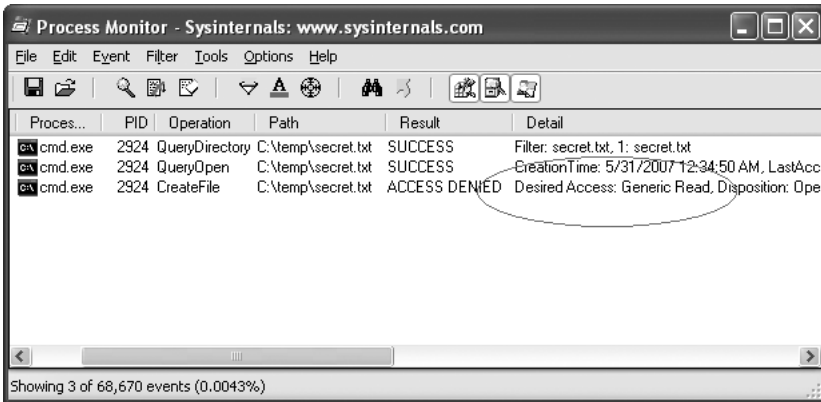 Process Monitor - Sysinternals: www.sysinternals.com
File Edit Event Filter Tools Options Help
Proces... PID Operation Path Result Detail
cmd.exe 2924 QueryDirectory C:\temp\secret.txt SUCCESS Filter: secret.txt, 1: secret.txt
cmd.exe 2924 QueryOpen C:\temp\secret.txt SUCCESS CreationTime: 5/31/2007 12:34:50 AM, LastAcc
cmd.exe 2924 CreateFile C:\temp\secret.txt ACCESS DENIED Desired Access: Generic Read, Disposition: Ope
Showing 3 of 68,670 events (0.0043%)